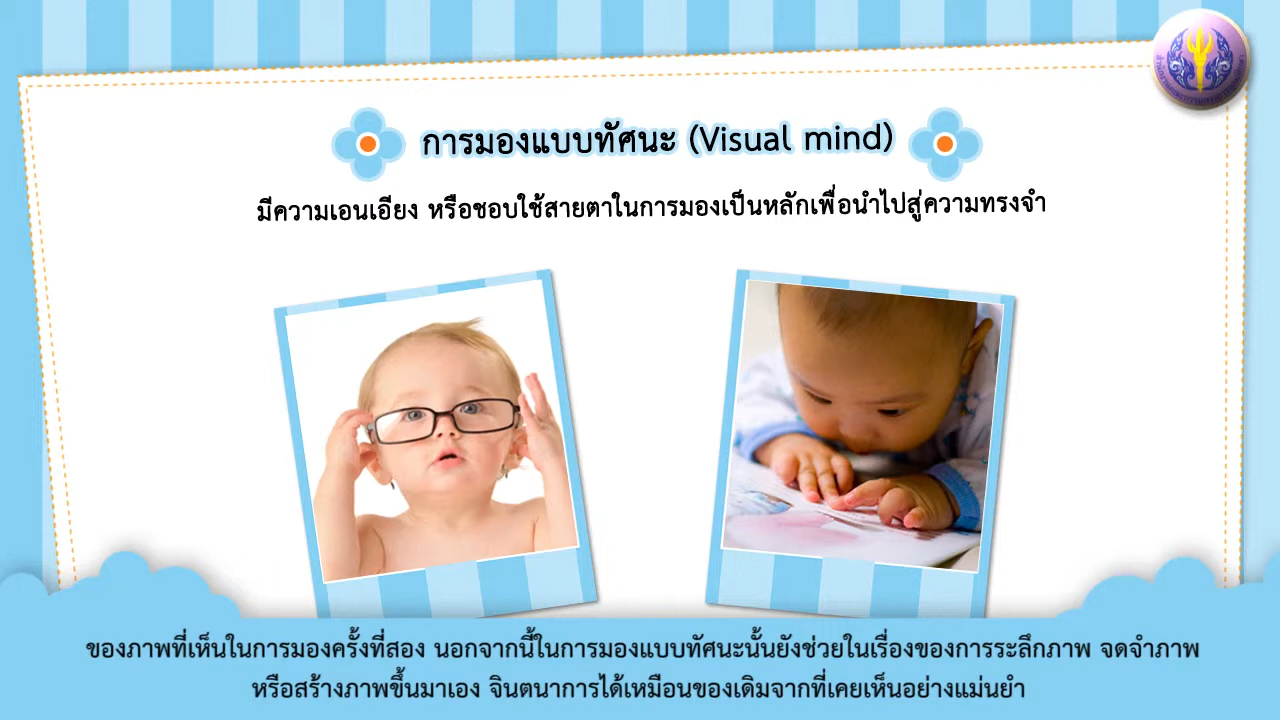 การมองแบบทัศนะ (Visual mind)
มีความเอนเอียง หรือชอบใช้สายตาในการมองเป็นหลักเพื่อนำไปสู่ความทรงจำ
ของภาพที่เห็นในการมองครั้งที่สอง นอกจากนี้ในการมองแบบทัศนะนั้นยังช่วยในเรื่องของการระลึกภาพ จดจำภาพ
หรือสร้างภาพขึ้นมาเอง จินตนาการได้เหมือนของเดิมจากที่เคยเห็นอย่างแม่นยำ